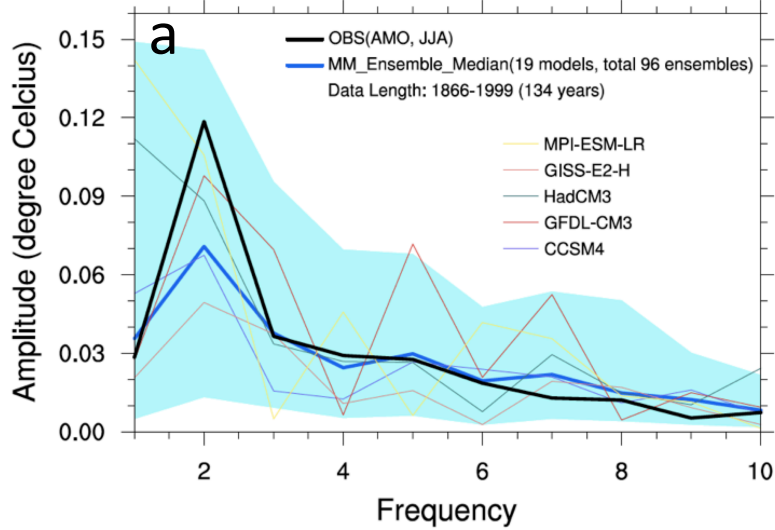 a
OBS(AMO, JJA)
MM_Ensemble_Median(19 models, total 96 ensembles)
Data Length: 1866-1999 (134 years)
MPI-ESM-LR
GISS-E2-H
HadCM3
GFDL-CM3
CCSM4
Amplitude (degree Celcius)
0.15
0.12
0.09
0.06
0.03
0.00
2 4 6 8 10
Frequency